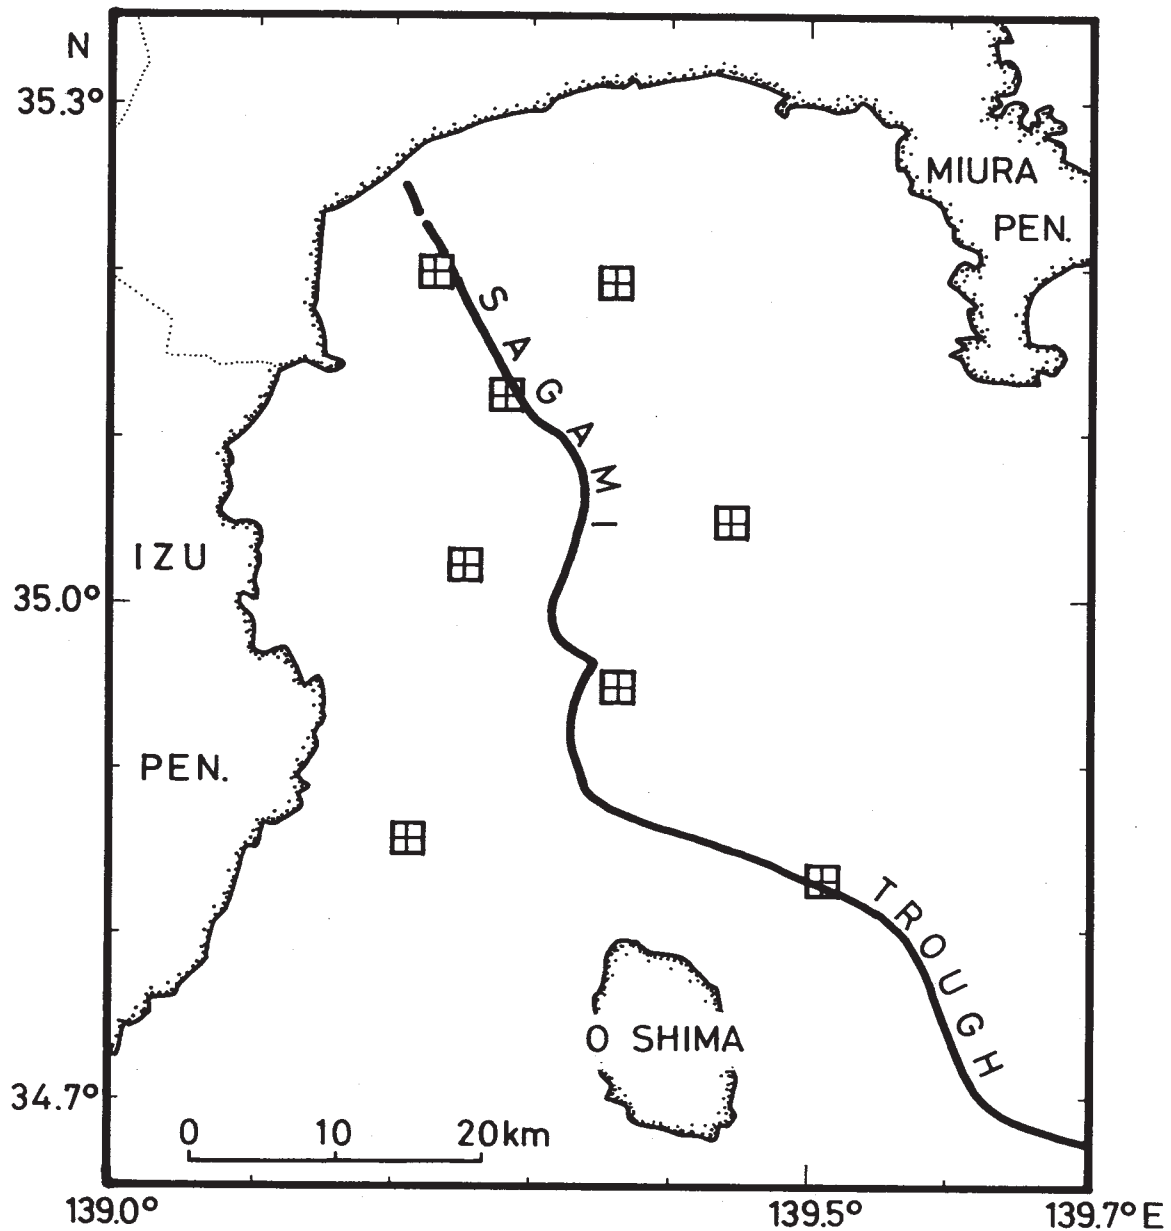 N
35.3°
MIURA
PEN.
SAGAMI
IZU
35.0°
PEN.
TROUGH
O SHIMA
34.7°
0 10 20km
139.0° 139.5° 139.7° E